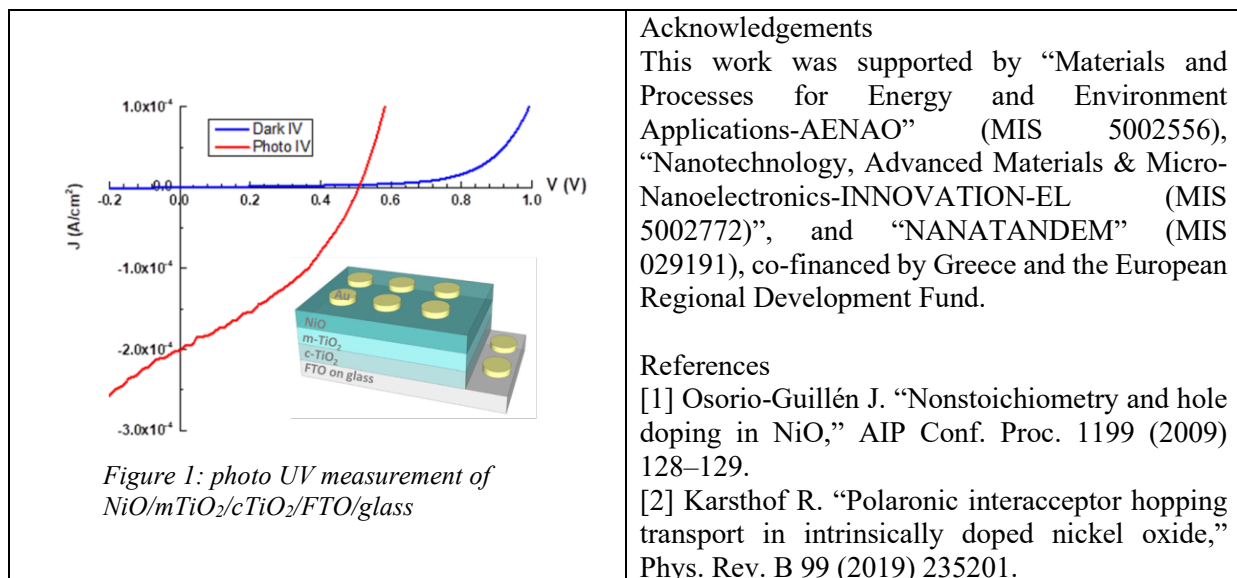 1.0x10⁻⁴
Dark IV
Photo IV
0.0
V (V)
-0.2
0.0
0.2
0.4
0.6
0.8
1.0
J (A/cm²)
-1.0x10⁻⁴
-2.0x10⁻⁴
-3.0x10⁻⁴
Au
NiO
m-TiO₂
c-TiO₂
FTO on glass
Figure 1: photo UV measurement of
NiO/mTiO₂/cTiO₂/FTO/glass
Acknowledgements
This work was supported by “Materials and
Processes for Energy and Environment
Applications-AENAO” (MIS 5002556),
“Nanotechnology, Advanced Materials & Micro-
Nanoelectronics-INNOVATION-EL (MIS
5002772)”, and “NANATANDEM” (MIS
029191), co-financed by Greece and the European
Regional Development Fund.
References
[1] Osorio-Guillén J. “Nonstoichiometry and hole
doping in NiO,” AIP Conf. Proc. 1199 (2009)
128–129.
[2] Karsthof R. “Polaronic interacceptor hopping
transport in intrinsically doped nickel oxide,”
Phys. Rev. B 99 (2019) 235201.